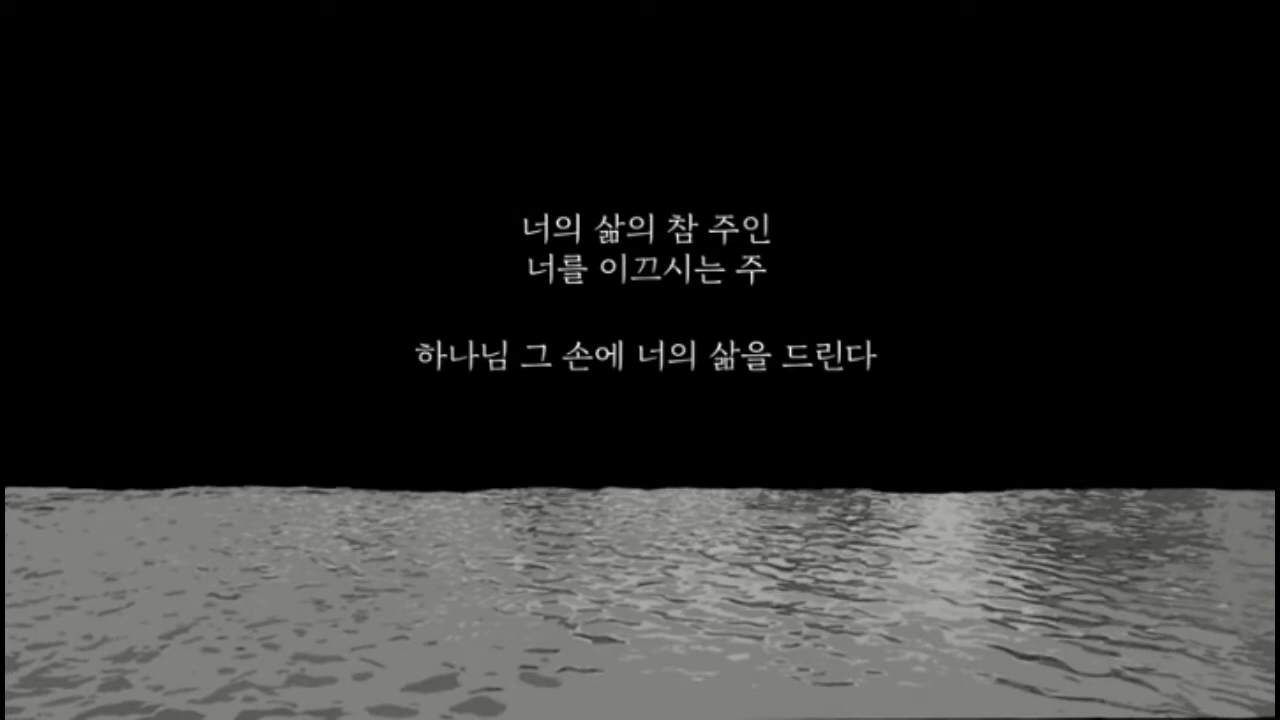 너의 삶의 참 주인
너를 이끄시는 주
하나님 그 손에 너의 삶을 드린다